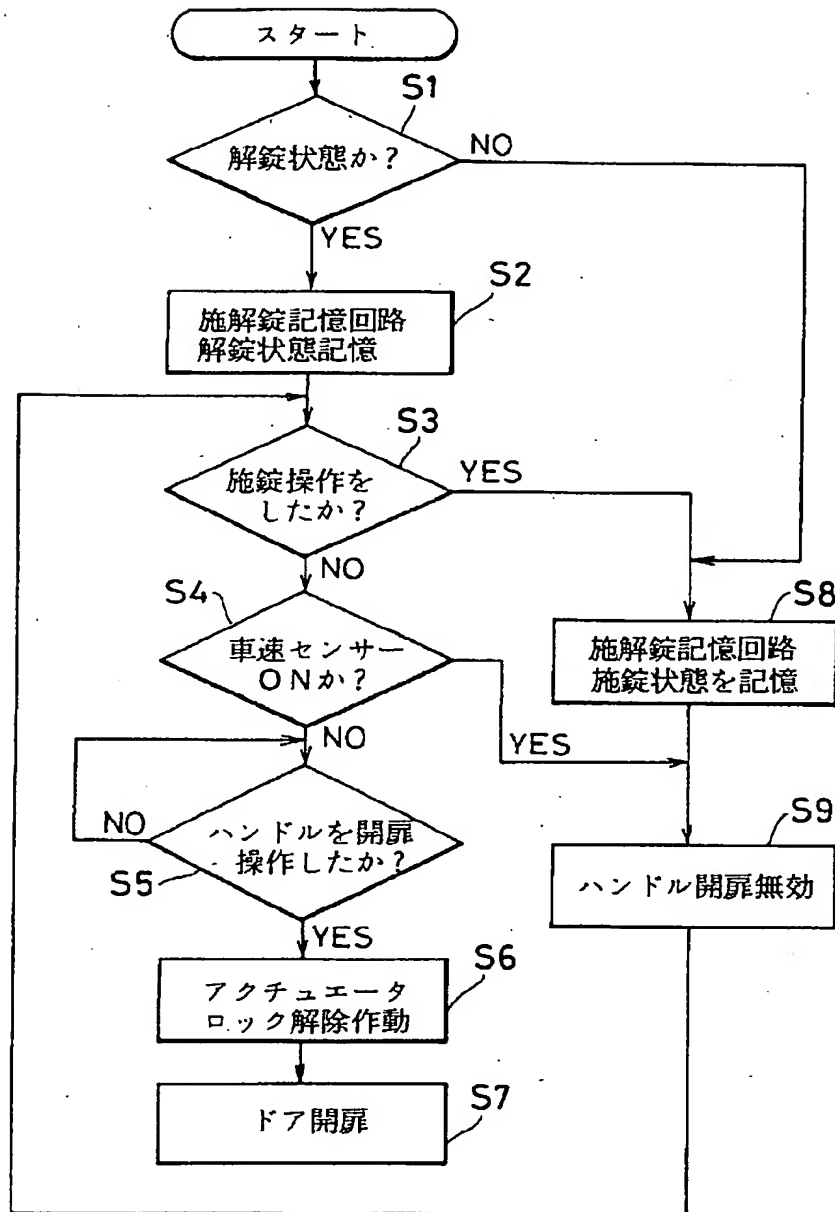 スタート
S1
解錠状態か?
NO
YES
S2
施解錠記憶回路
解錠状態記憶
S3
施錠操作を
したか?
YES
NO
S4
車速センサー
ONか?
YES
NO
S8
施解錠記憶回路
施錠状態を記憶
S5
ハンドルを開扉
操作したか?
NO
YES
S9
ハンドル開扉無効
S6
アクチュエータ
ロック解除作動
S7
ドア開扉